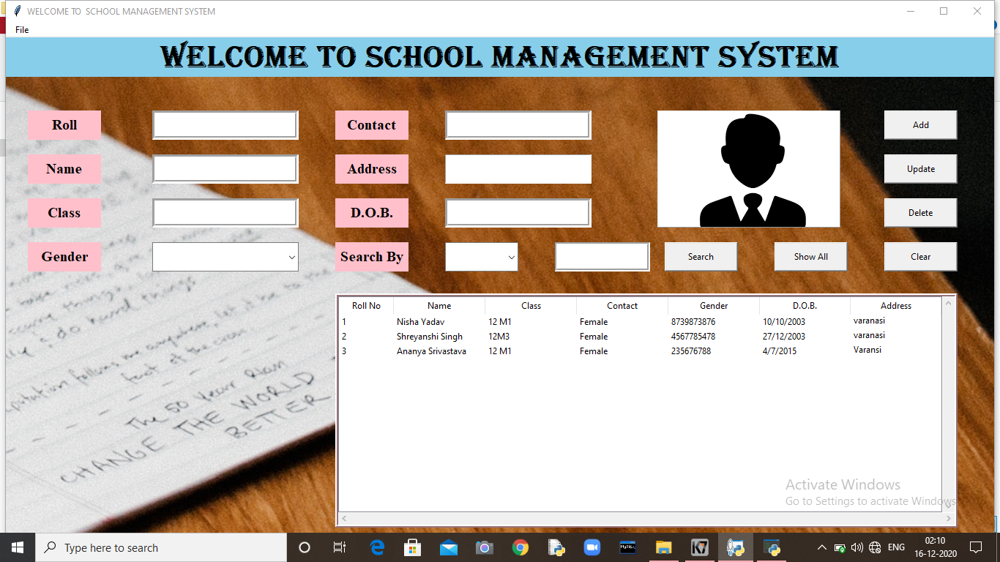 WELCOME TO SCHOOL MANAGEMENT SYSTEM
File
WELCOME TO SCHOOL MANAGEMENT SYSTEM
Roll Contact Add
Name Address Update
Class D.O.B. Delete
Gender Search By Search Show All Clear
Roll No Name Class Contact Gender D.O.B. Address
1 Nisha Yadav 12 M1 Female 8739873876 10/10/2003 varanasi
2 Shreyanshi Singh 12M3 Female 4567785478 27/12/2003 varanasi
3 Ananya Srivastava 12 M1 Female 235676788 4/7/2015 Varansi
The 50 Year Plan
CHANGE THE WORLD
BETTER
Activate Windows
Go to Settings to activate Windows.
Type here to search
MySQL
ENG
02:10
16-12-2020